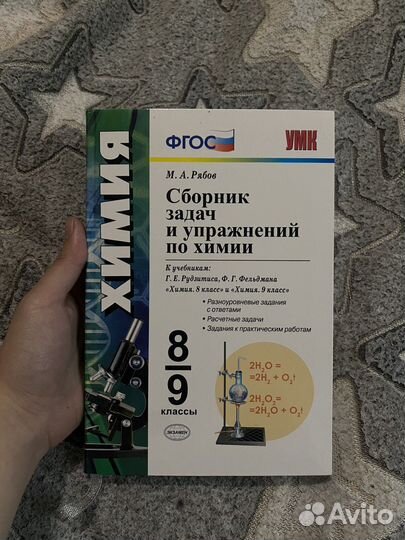 ФГОС
УМК
ХИМИЯ
М. А. Рябов
Сборник
задач
и упражнений
по химии
К учебникам:
Г. Е. Рудзитиса, Ф. Г. Фельдмана
«Химия. 8 класс» и «Химия. 9 класс»
• Разноуровневые задания
с ответами
• Расчетные задачи
• Задания к практическим работам
8
9
классы
2H₂O =
=2H₂ + O₂↑
2H₂O₂=
=2H₂O + O₂↑
ЭКЗАМЕН
Avito